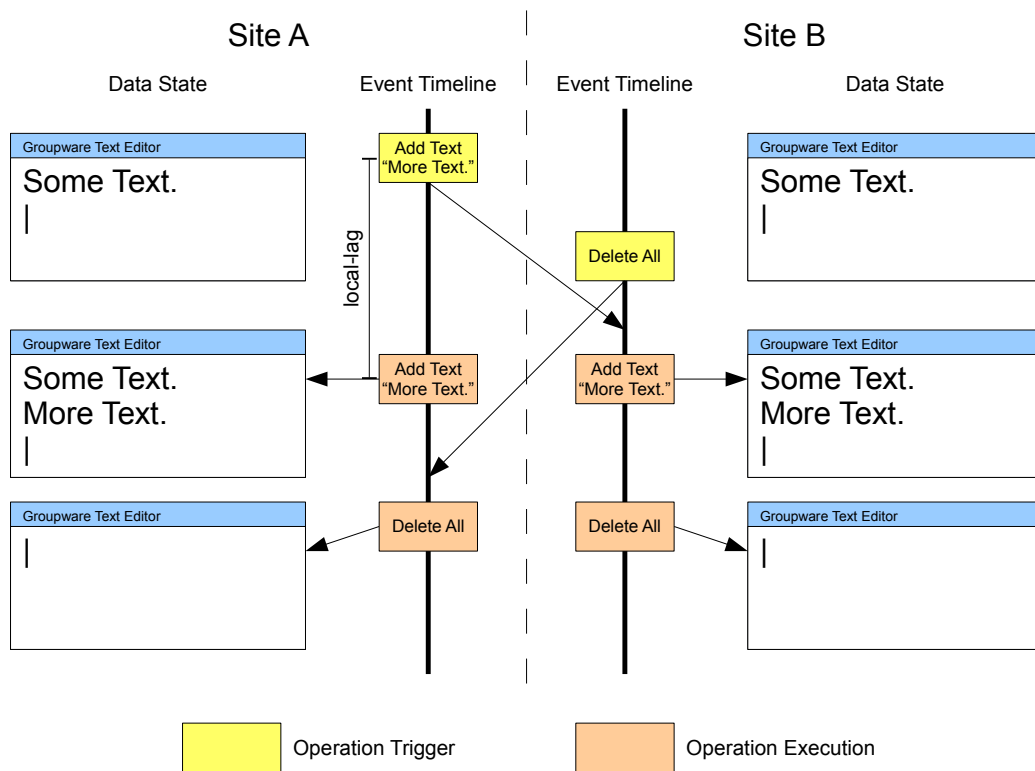 Site A
Site B
Data State
Event Timeline
Event Timeline
Data State
Groupware Text Editor
Some Text.
Add Text
“More Text.”
Groupware Text Editor
Some Text.
local-lag
Delete All
Groupware Text Editor
Some Text.
More Text.
Add Text
“More Text.”
Add Text
“More Text.”
Groupware Text Editor
Some Text.
More Text.
Groupware Text Editor
Delete All
Delete All
Groupware Text Editor
Operation Trigger
Operation Execution